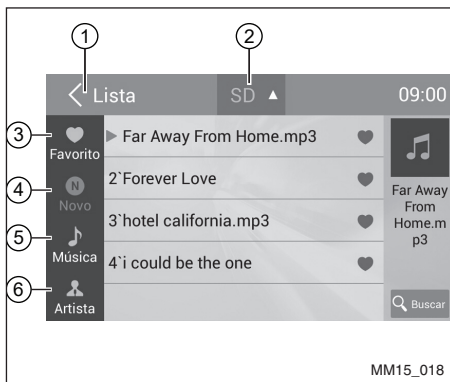 1
2
Lista
SD
09:00
3
Favorito
Far Away From Home.mp3
4
N
Novo
2`Forever Love
Far Away
From
Home.m
p3
5
Música
3`hotel california.mp3
6
Artista
4`i could be the one
Buscar
MM15_018